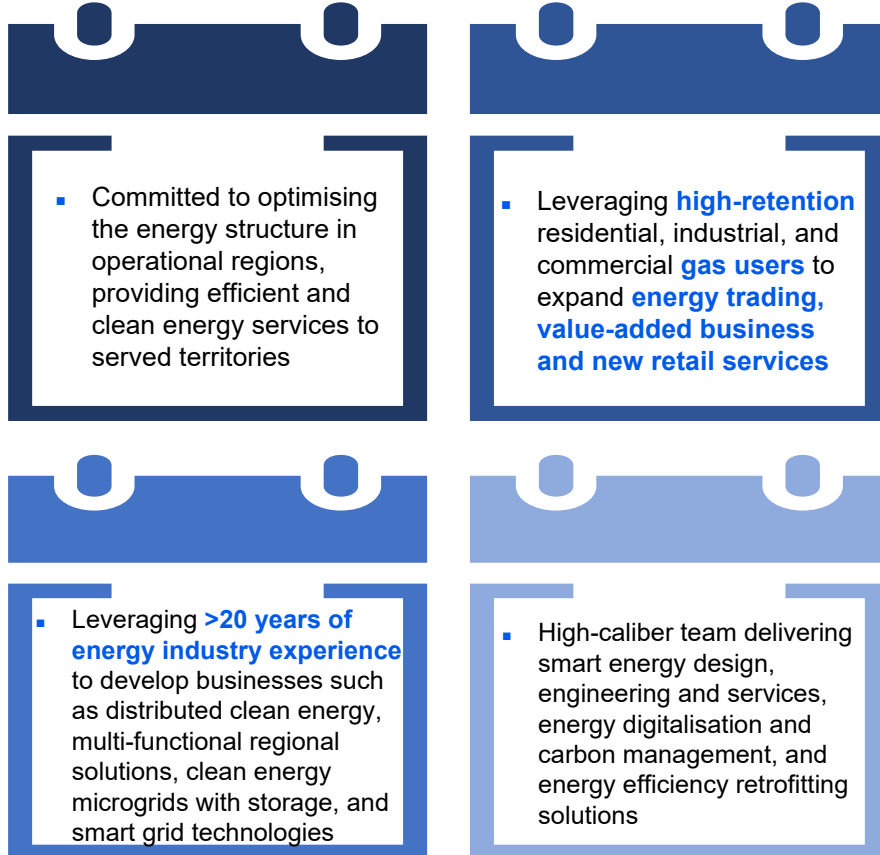 Committed to optimising
the energy structure in
operational regions,
providing efficient and
clean energy services to
served territories
Leveraging high-retention
residential, industrial, and
commercial gas users to
expand energy trading,
value-added business
and new retail services
Leveraging >20 years of
energy industry experience
to develop businesses such
as distributed clean energy,
multi-functional regional
solutions, clean energy
microgrids with storage, and
smart grid technologies
High-caliber team delivering
smart energy design,
engineering and services,
energy digitalisation and
carbon management, and
energy efficiency retrofitting
solutions